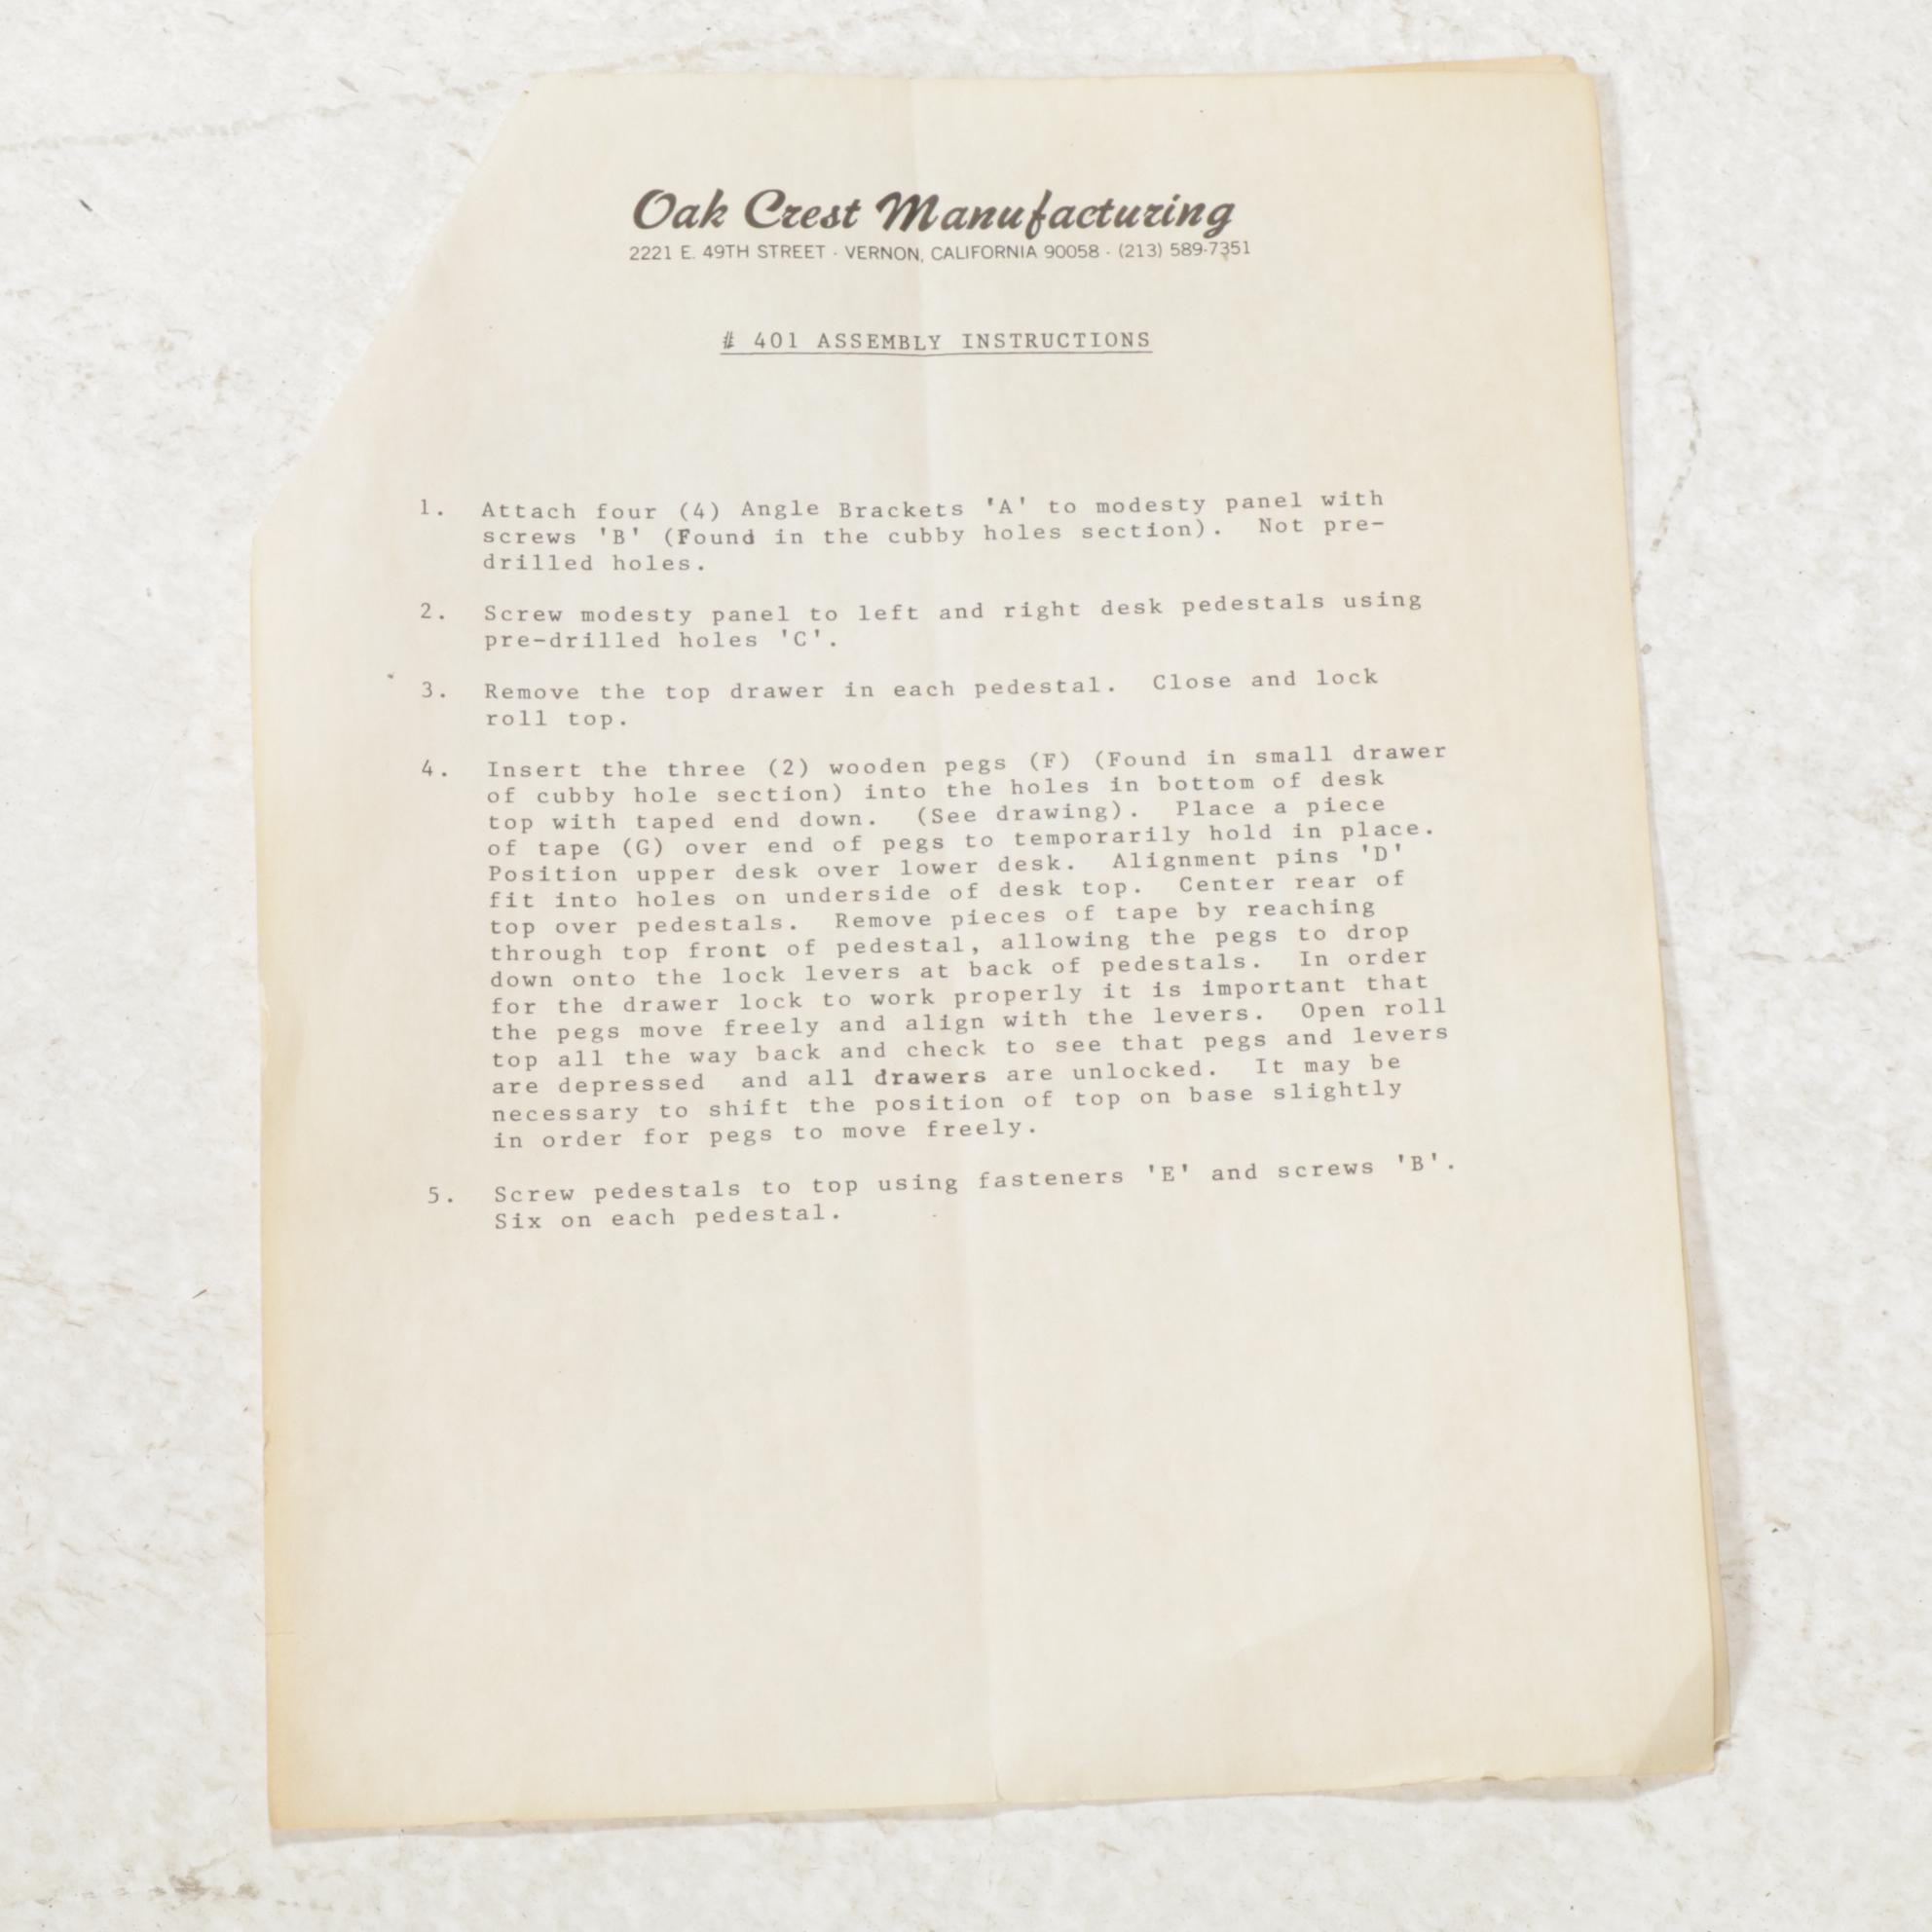 Oak Crest Manufacturing
2221 E. 49TH STREET · VERNON, CALIFORNIA 90058 · (213) 589-7351
# 401 ASSEMBLY INSTRUCTIONS
1. Attach four (4) Angle Brackets 'A' to modesty panel with
screws 'B' (Found in the cubby holes section). Not pre-
drilled holes.
2. Screw modesty panel to left and right desk pedestals using
pre-drilled holes 'C'.
3. Remove the top drawer in each pedestal. Close and lock
roll top.
4. Insert the three (2) wooden pegs (F) (Found in small drawer
of cubby hole section) into the holes in bottom of desk
top with taped end down. (See drawing). Place a piece
of tape (G) over end of pegs to temporarily hold in place.
Position upper desk over lower desk. Alignment pins 'D'
fit into holes on underside of desk top. Center rear of
top over pedestals. Remove pieces of tape by reaching
through top front of pedestal, allowing the pegs to drop
down onto the lock levers at back of pedestals. In order
for the drawer lock to work properly it is important that
the pegs move freely and align with the levers. Open roll
top all the way back and check to see that pegs and levers
are depressed and all drawers are unlocked. It may be
necessary to shift the position of top on base slightly
in order for pegs to move freely.
5. Screw pedestals to top using fasteners 'E' and screws 'B'.
Six on each pedestal.